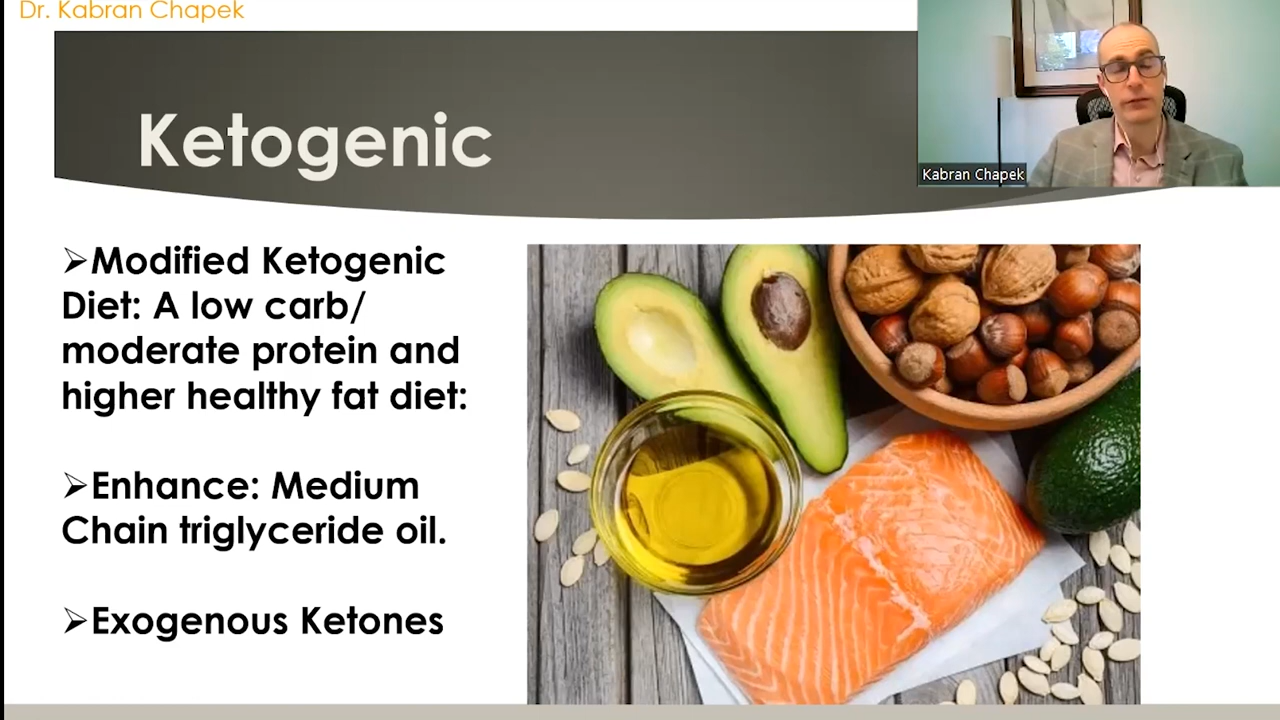 Dr. Kabran Chapek
Ketogenic
Kabran Chapek
➢Modified Ketogenic
Diet: A low carb/
moderate protein and
higher healthy fat diet:
➢Enhance: Medium
Chain triglyceride oil.
➢Exogenous Ketones